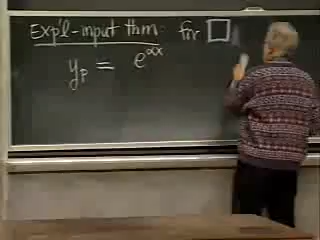 Exp'l-input thm: for □
y_p = e^{αx}